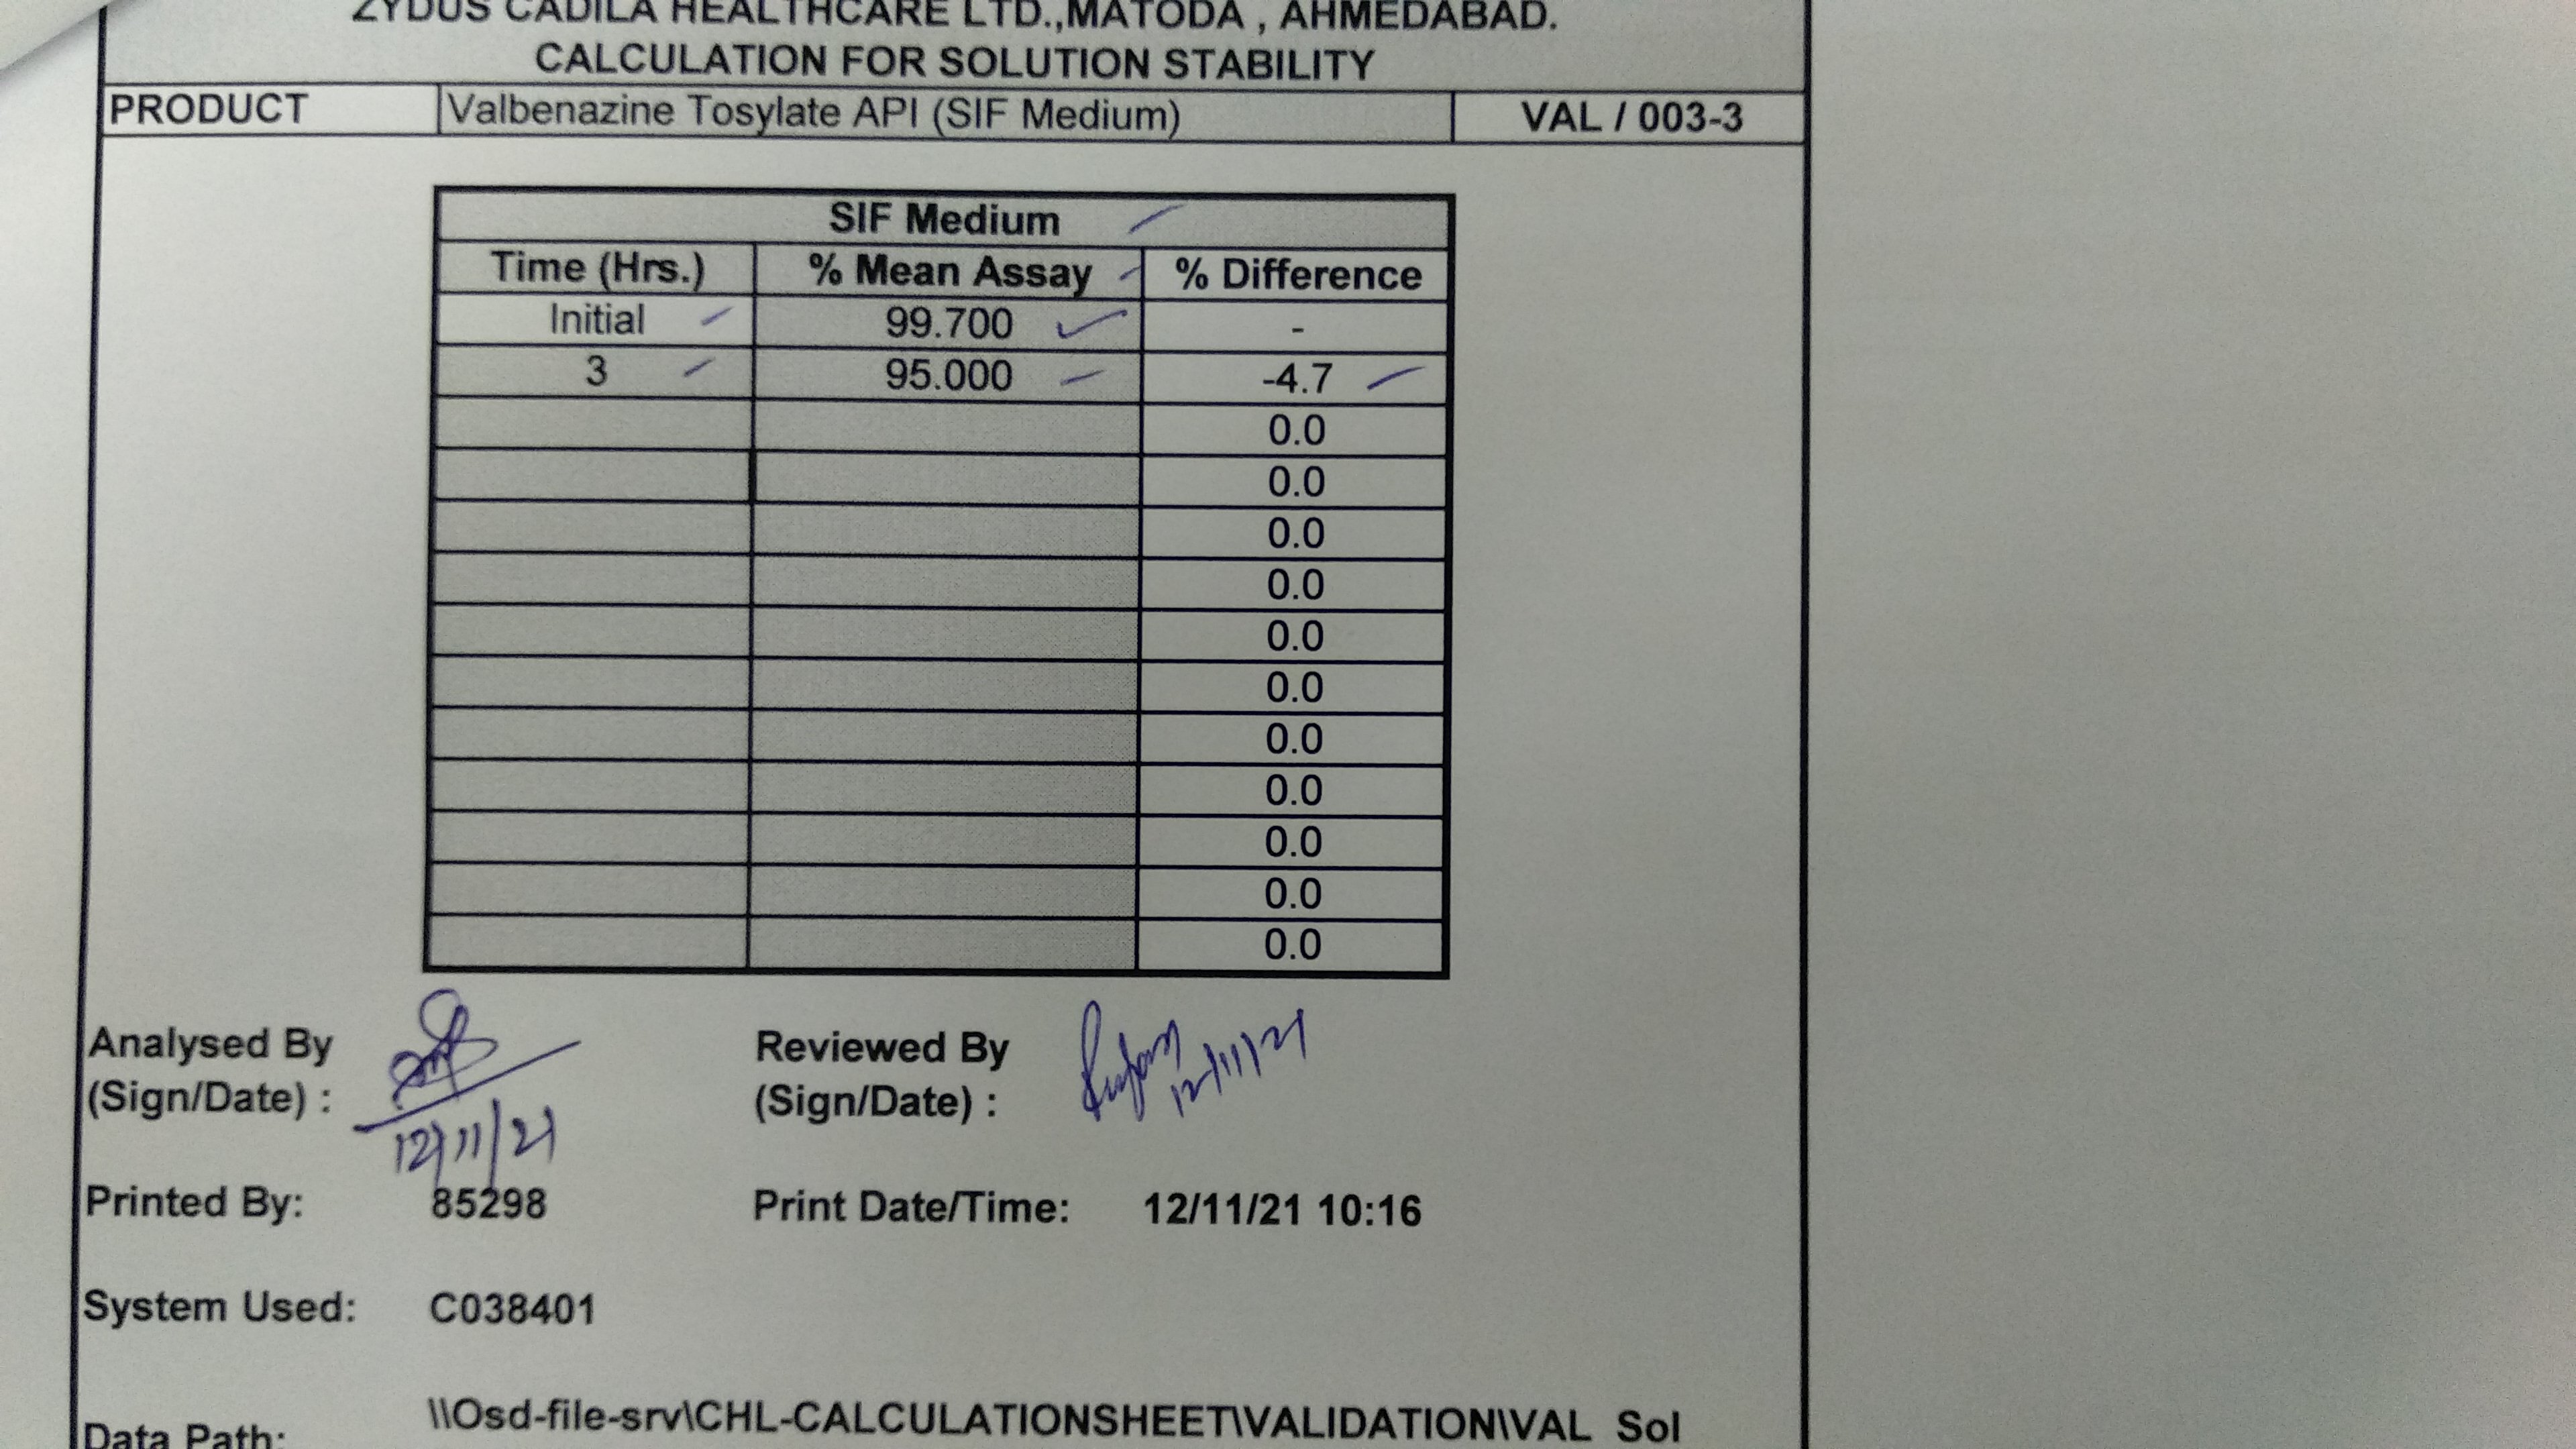 ZYDUS CADILA HEALTHCARE LTD.,MATODA , AHMEDABAD.
CALCULATION FOR SOLUTION STABILITY
PRODUCT Valbenazine Tosylate API (SIF Medium) VAL / 003-3
SIF Medium
Time (Hrs.) % Mean Assay % Difference
Initial 99.700 -
3 95.000 -4.7
0.0
0.0
0.0
0.0
0.0
0.0
0.0
0.0
0.0
0.0
0.0
Analysed By Reviewed By
(Sign/Date) : (Sign/Date) :
12/11/21 12/11/21
Printed By: 85298 Print Date/Time: 12/11/21 10:16
System Used: C038401
Data Path: \\Osd-file-srv\CHL-CALCULATIONSHEET\VALIDATION\VAL Sol